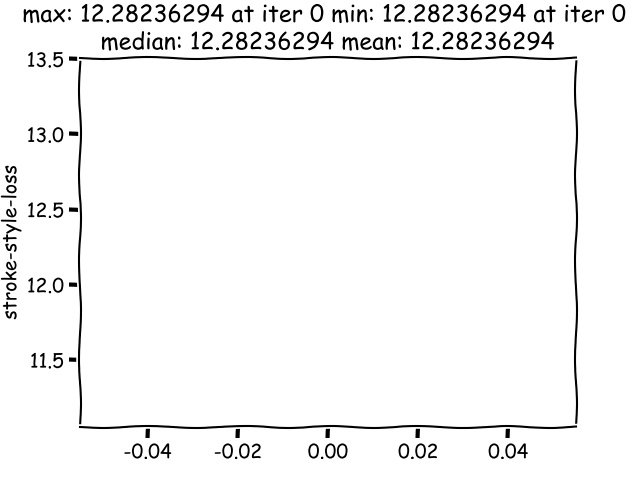 max: 12.28236294 at iter 0 min: 12.28236294 at iter 0
median: 12.28236294 mean: 12.28236294
13.5
13.0
12.5
12.0
11.5
stroke-style-loss
-0.04 -0.02 0.00 0.02 0.04